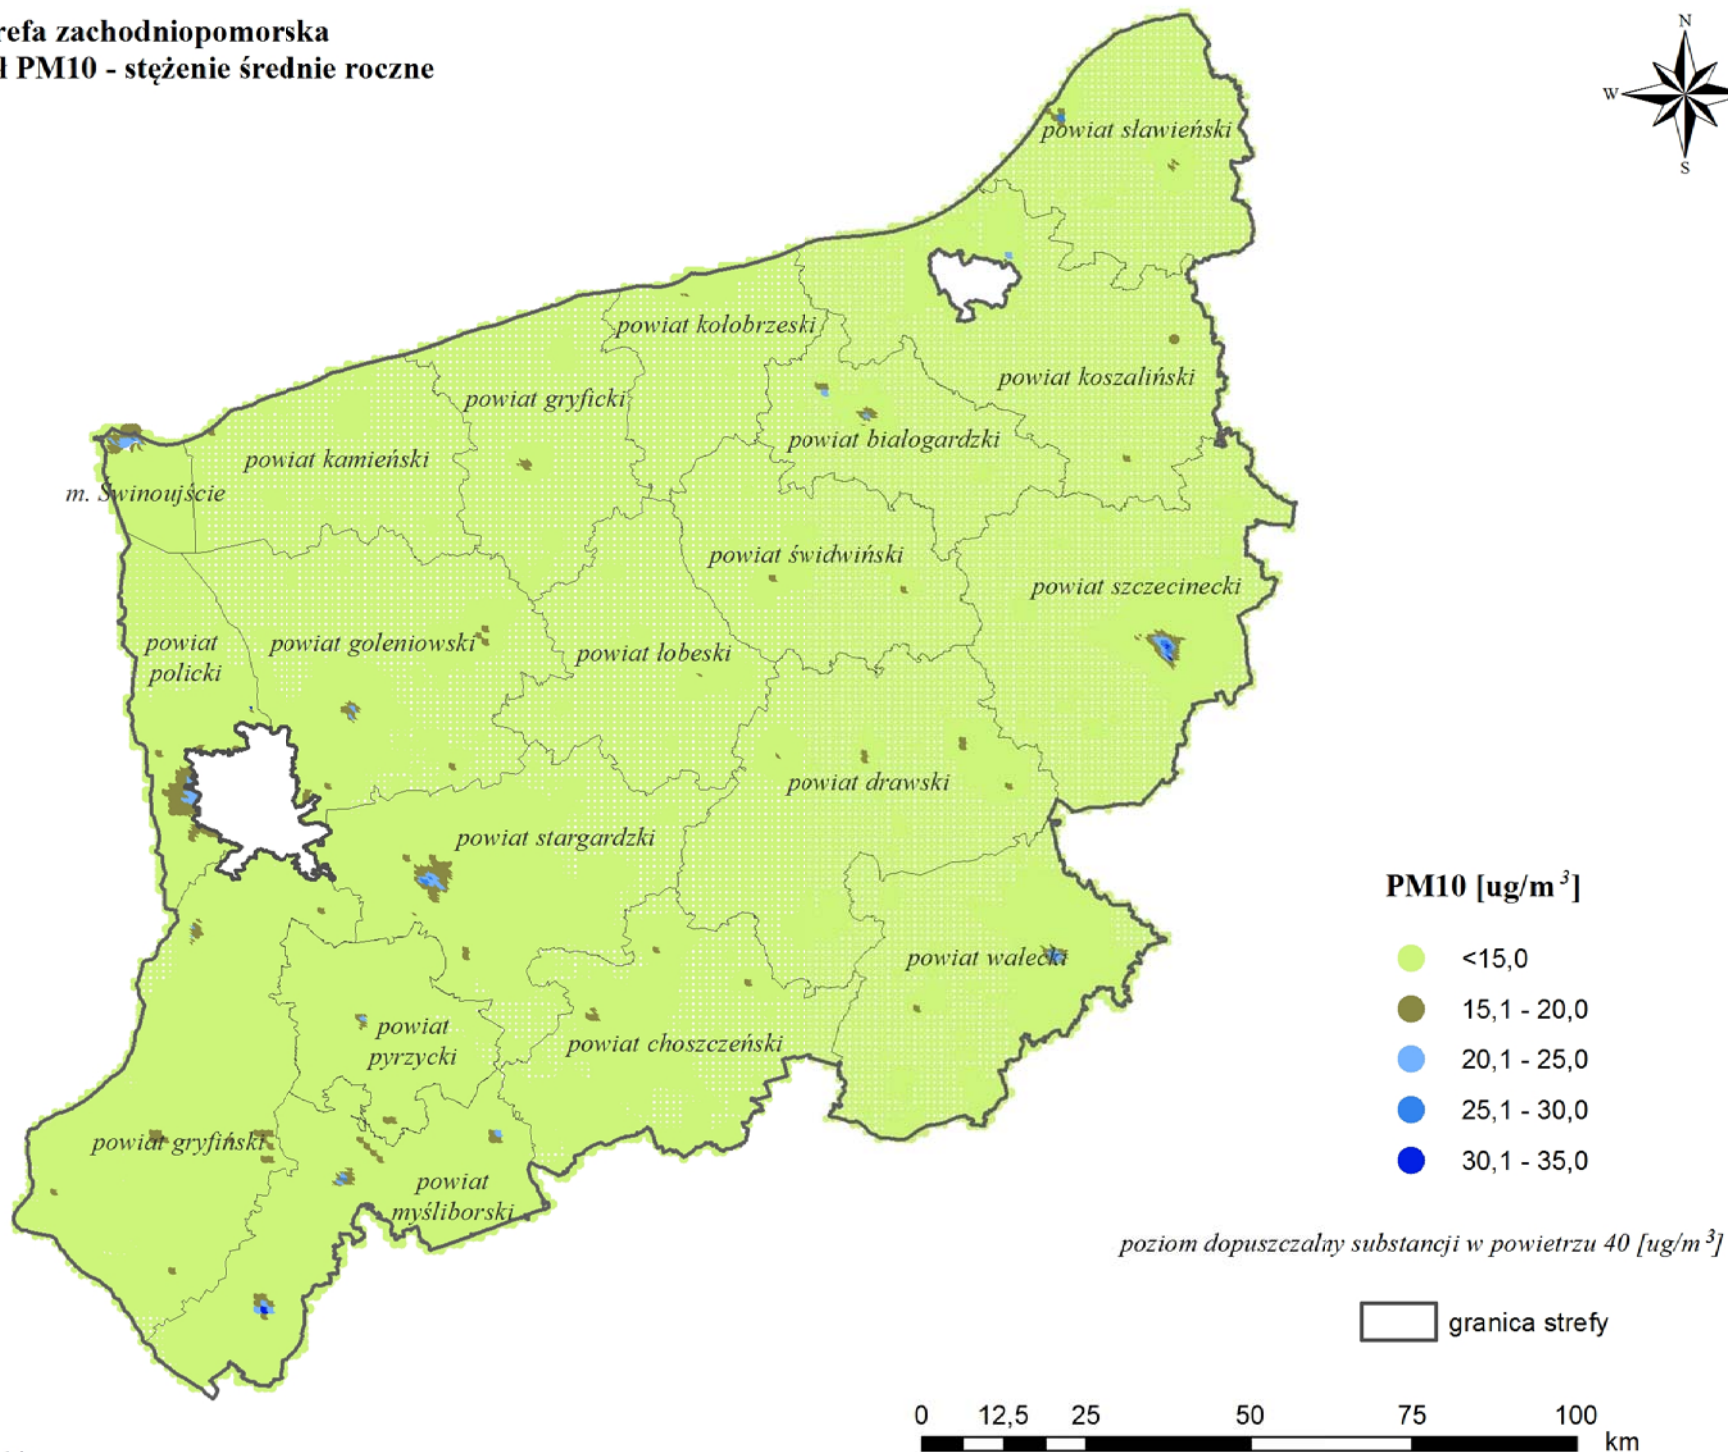 refa zachodniopomorska
ł PM10 - stężenie średnie roczne
N
W
S
powiat sławieński
powiat kołobrzeski
powiat koszaliński
powiat gryficki
powiat białogardzki
powiat kamieński
m. Świnoujście
powiat świdwiński
powiat szczecinecki
powiat
policki
powiat goleniowski
powiat łobeski
powiat drawski
powiat stargardzki
powiat wałecki
powiat
pyrzycki
powiat choszczeński
powiat gryfiński
powiat
myśliborski
PM10 [ug/m³]
<15,0
15,1 - 20,0
20,1 - 25,0
25,1 - 30,0
30,1 - 35,0
poziom dopuszczalny substancji w powietrzu 40 [ug/m³]
granica strefy
0 12,5 25 50 75 100
km